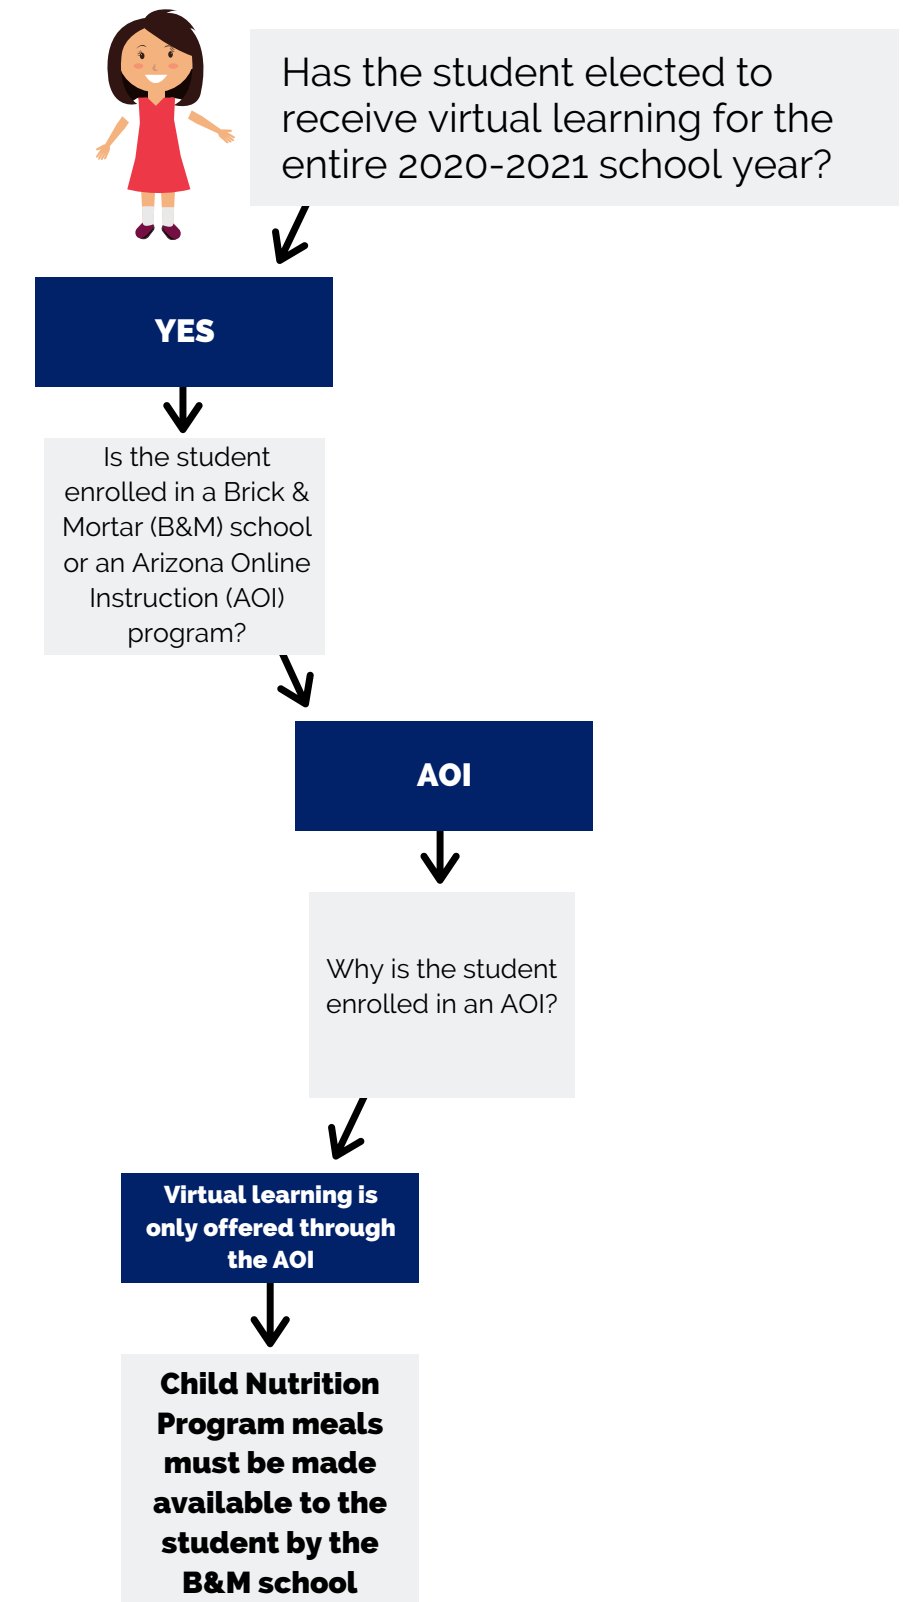 Has the student elected to
receive virtual learning for the
entire 2020-2021 school year?
YES
Is the student
enrolled in a Brick &
Mortar (B&M) school
or an Arizona Online
Instruction (AOI)
program?
AOI
Why is the student
enrolled in an AOI?
Virtual learning is
only offered through
the AOI
Child Nutrition
Program meals
must be made
available to the
student by the
B&M school